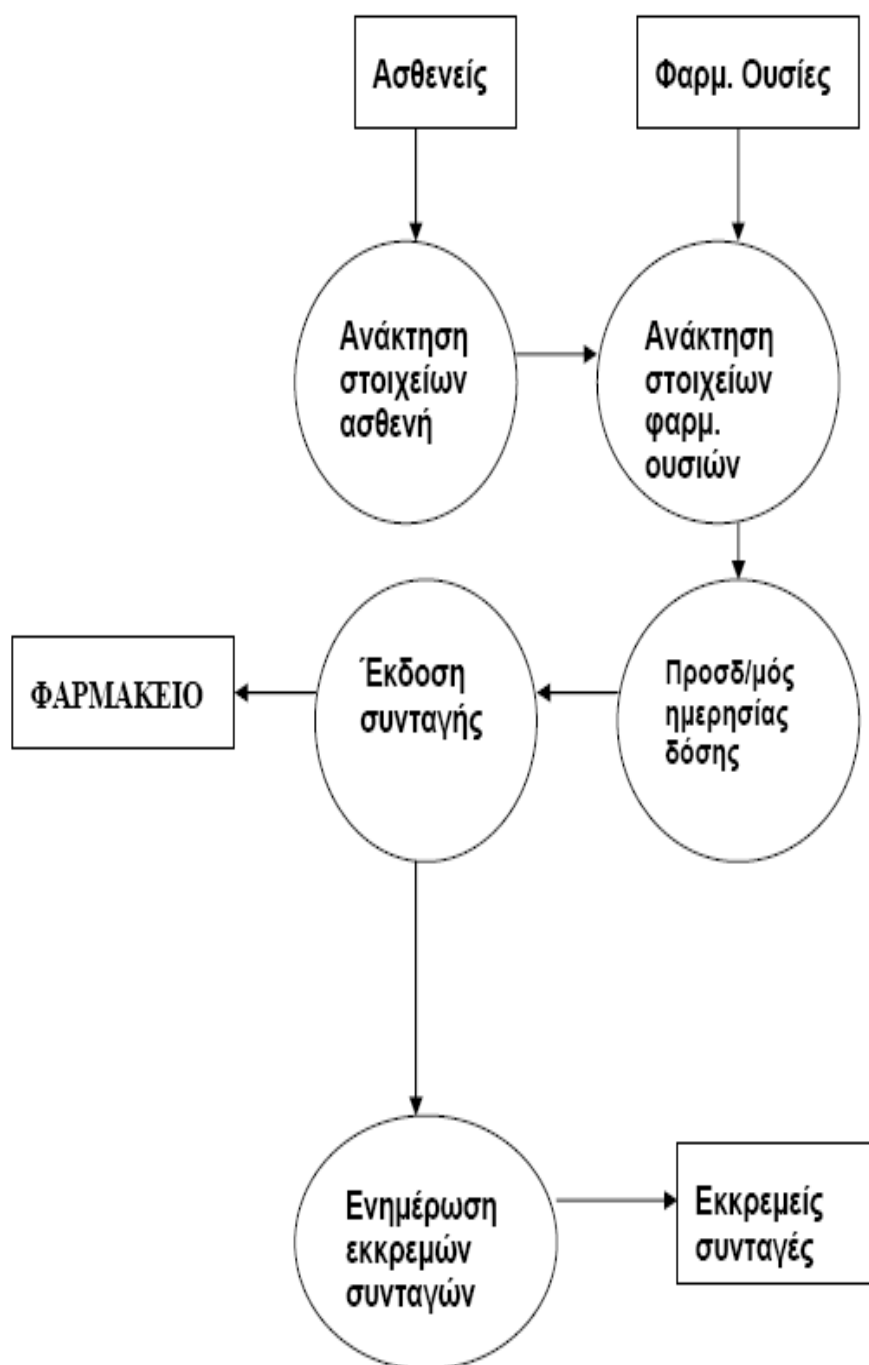 Ασθενείς
Φαρμ. Ουσίες
Ανάκτηση
στοιχείων
ασθενή
Ανάκτηση
στοιχείων
φαρμ.
ουσιών
ΦΑΡΜΑΚΕΙΟ
Έκδοση
συνταγής
Προσδ/μός
ημερησίας
δόσης
Ενημέρωση
εκκρεμών
συνταγών
Εκκρεμείς
συνταγές